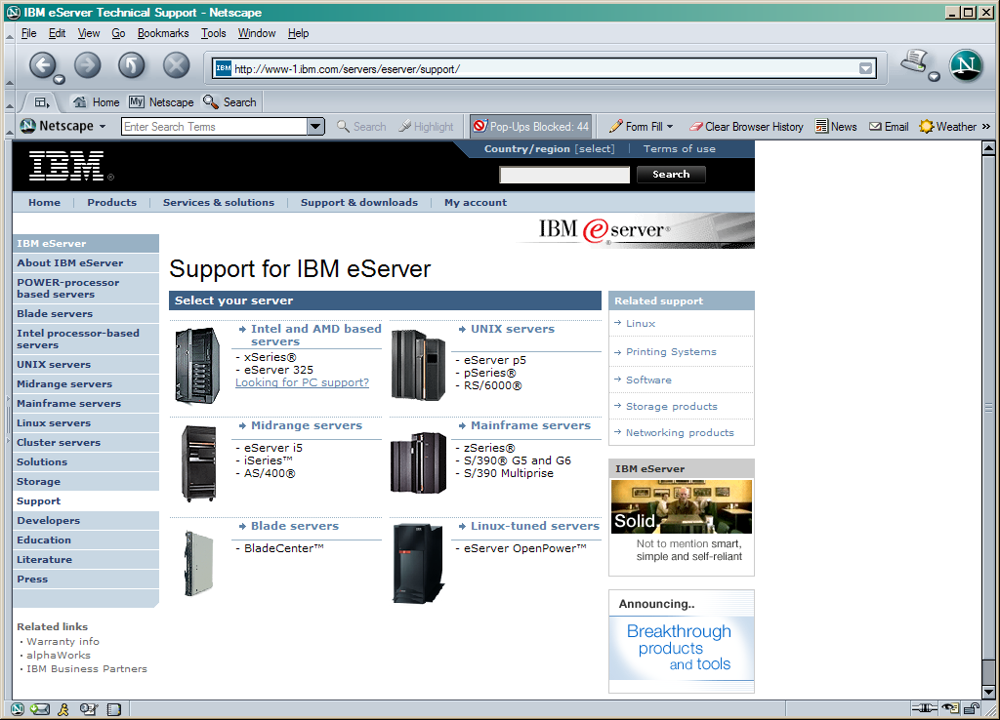 IBM eServer Technical Support - Netscape
File Edit View Go Bookmarks Tools Window Help
IBM http://www-1.ibm.com/servers/eserver/support/
N
Home My Netscape Search
Netscape Enter Search Terms Search Highlight Pop-Ups Blocked: 44 Form Fill Clear Browser History News Email Weather »
IBM®
Country/region [select] Terms of use
Search
Home Products Services & solutions Support & downloads My account
IBM eserver®
IBM eServer
About IBM eServer
POWER-processor
based servers
Blade servers
Intel processor-based
servers
UNIX servers
Midrange servers
Mainframe servers
Linux servers
Cluster servers
Solutions
Storage
Support
Developers
Education
Literature
Press
Related links
· Warranty info
· alphaWorks
· IBM Business Partners
Support for IBM eServer
Select your server
Intel and AMD based
servers
- xSeries®
- eServer 325
Looking for PC support?
UNIX servers
- eServer p5
- pSeries®
- RS/6000®
Midrange servers
- eServer i5
- iSeries™
- AS/400®
Mainframe servers
- zSeries®
- S/390® G5 and G6
- S/390 Multiprise
Blade servers
- BladeCenter™
Linux-tuned servers
- eServer OpenPower™
Related support
Linux
Printing Systems
Software
Storage products
Networking products
IBM eServer
Solid
Not to mention smart,
simple and self-reliant
Announcing..
Breakthrough
products
and tools